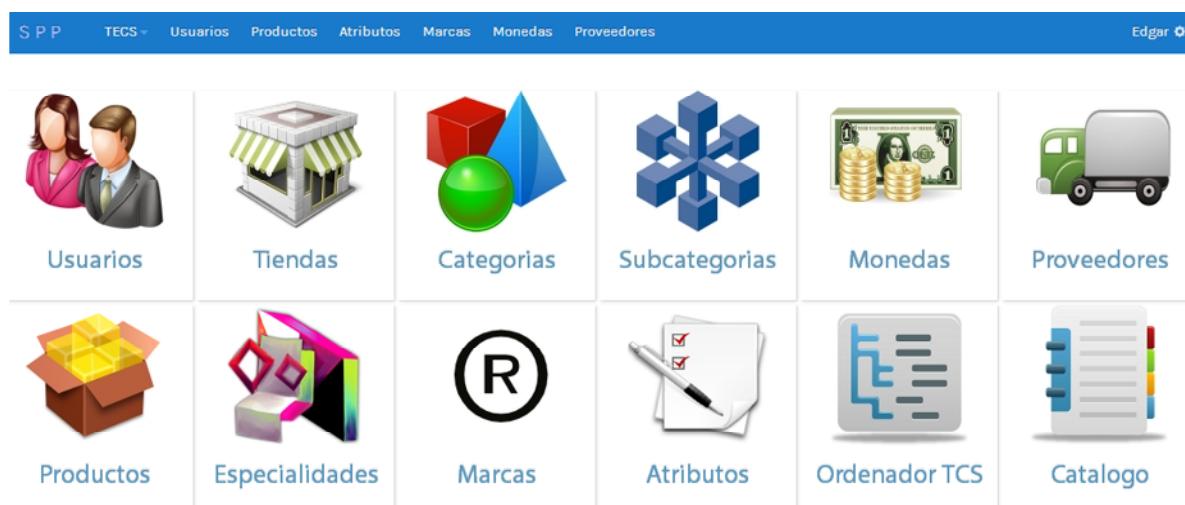 SPP TECS Usuarios Productos Atributos Marcas Monedas Proveedores Edgar
Usuarios Tiendas Categorias Subcategorias Monedas Proveedores
R
Productos Especialidades Marcas Atributos Ordenador TCS Catalogo